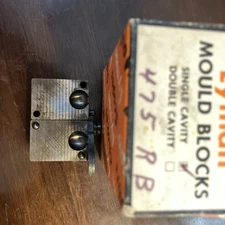 Lyman
MOULD BLOCKS
SINGLE CAVITY
DOUBLE CAVITY
475 RB